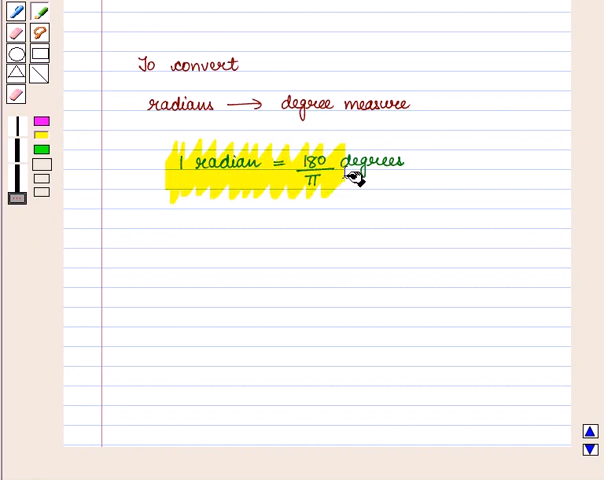 To convert
radians → degree measure
1 radian = 180/π degrees